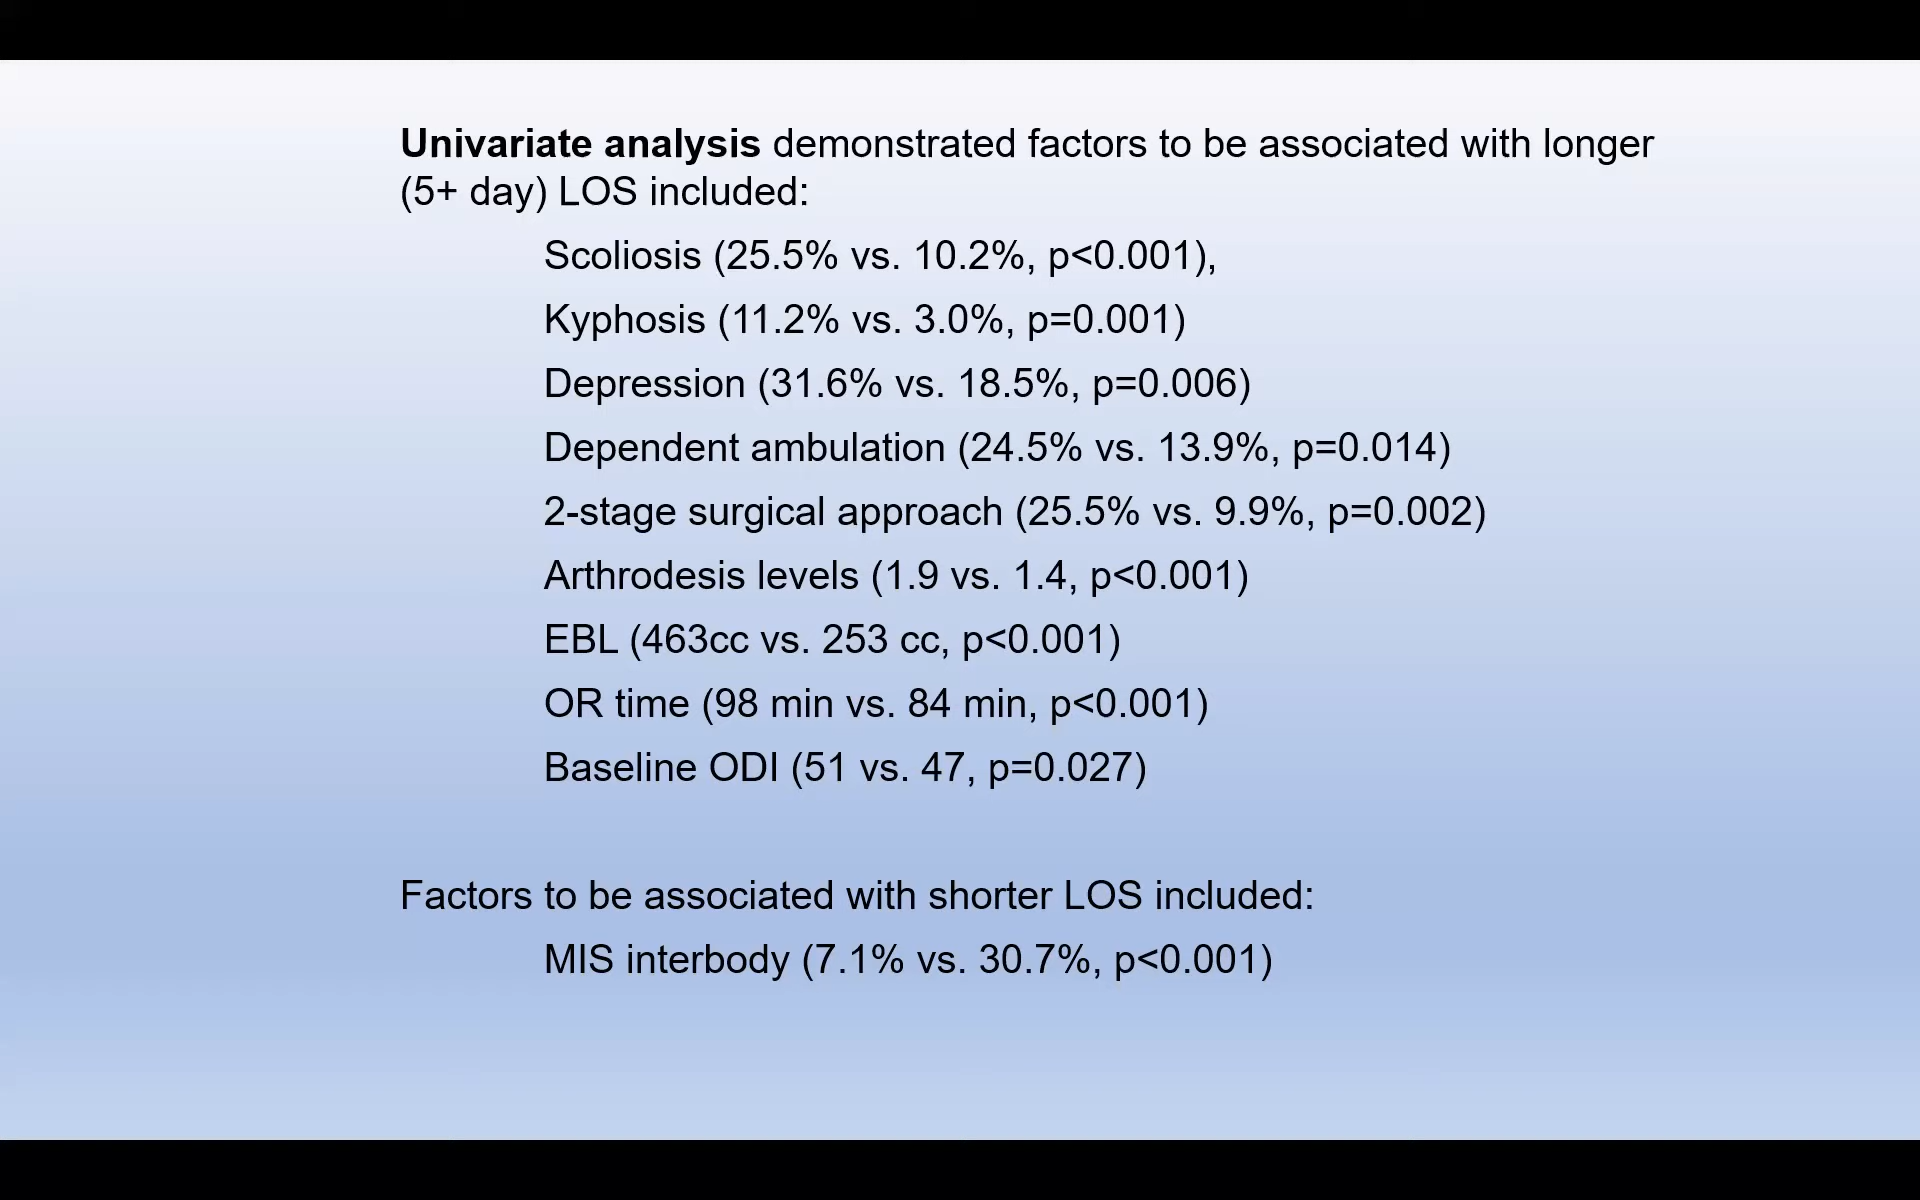 Univariate analysis demonstrated factors to be associated with longer
(5+ day) LOS included:
Scoliosis (25.5% vs. 10.2%, p<0.001),
Kyphosis (11.2% vs. 3.0%, p=0.001)
Depression (31.6% vs. 18.5%, p=0.006)
Dependent ambulation (24.5% vs. 13.9%, p=0.014)
2-stage surgical approach (25.5% vs. 9.9%, p=0.002)
Arthrodesis levels (1.9 vs. 1.4, p<0.001)
EBL (463cc vs. 253 cc, p<0.001)
OR time (98 min vs. 84 min, p<0.001)
Baseline ODI (51 vs. 47, p=0.027)
Factors to be associated with shorter LOS included:
MIS interbody (7.1% vs. 30.7%, p<0.001)